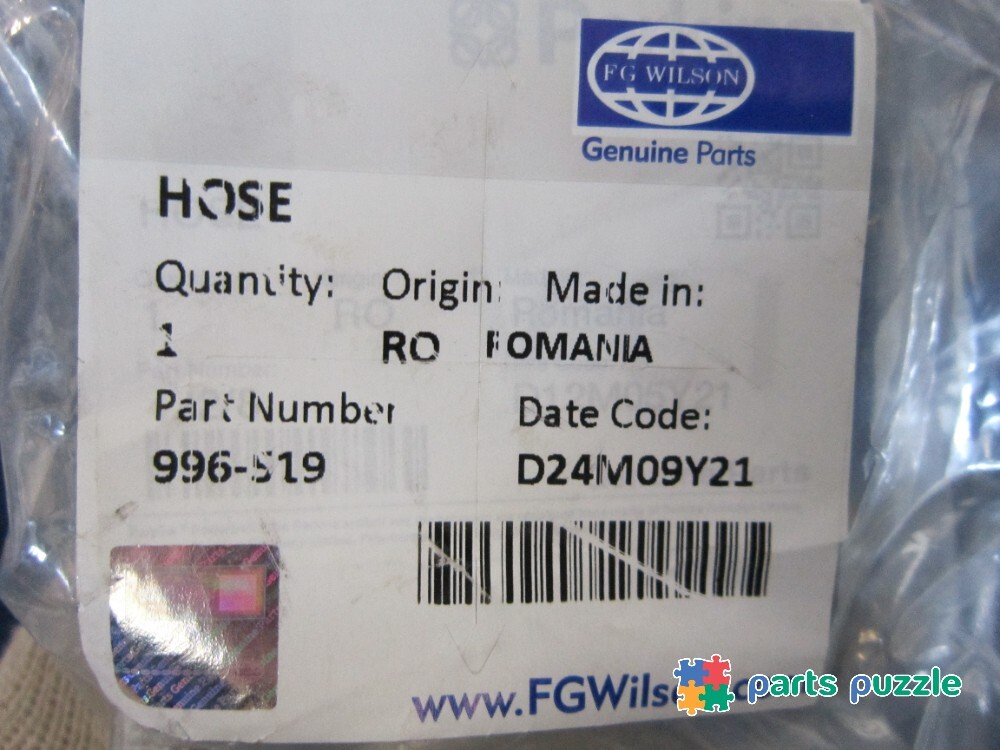 FG WILSON
Genuine Parts
HOSE
Quantity: Origin: Made in:
1 RO ROMANIA
Part Number Date Code:
996-519 D24M09Y21
www.FGWilso
parts puzzle